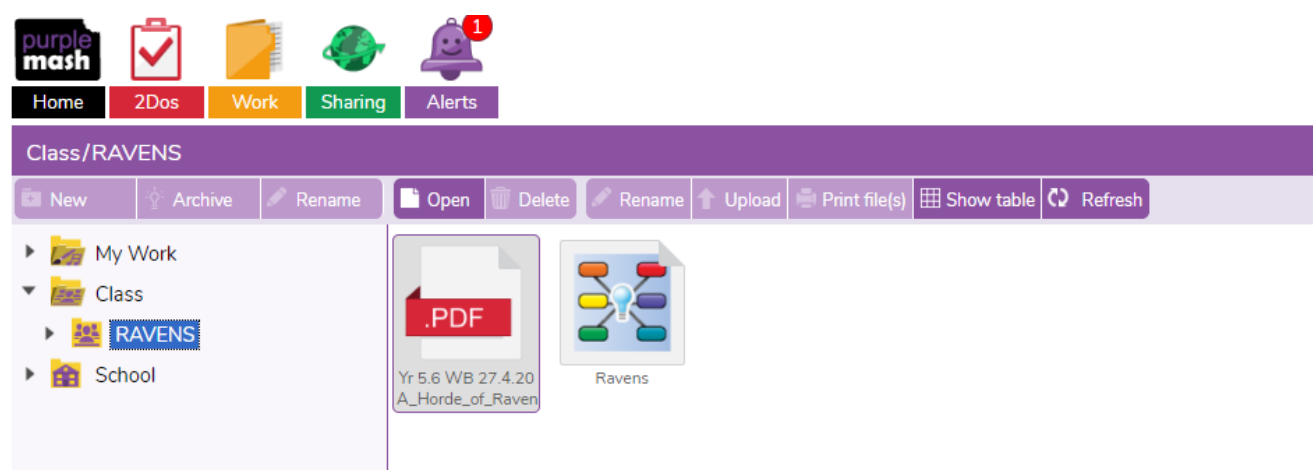 purple
mash
1
Home 2Dos Work Sharing Alerts
Class/RAVENS
New Archive Rename Open Delete Rename Upload Print file(s) Show table Refresh
My Work
Class
RAVENS
School
.PDF
Yr 5.6 WB 27.4.20
A_Horde_of_Raven
Ravens